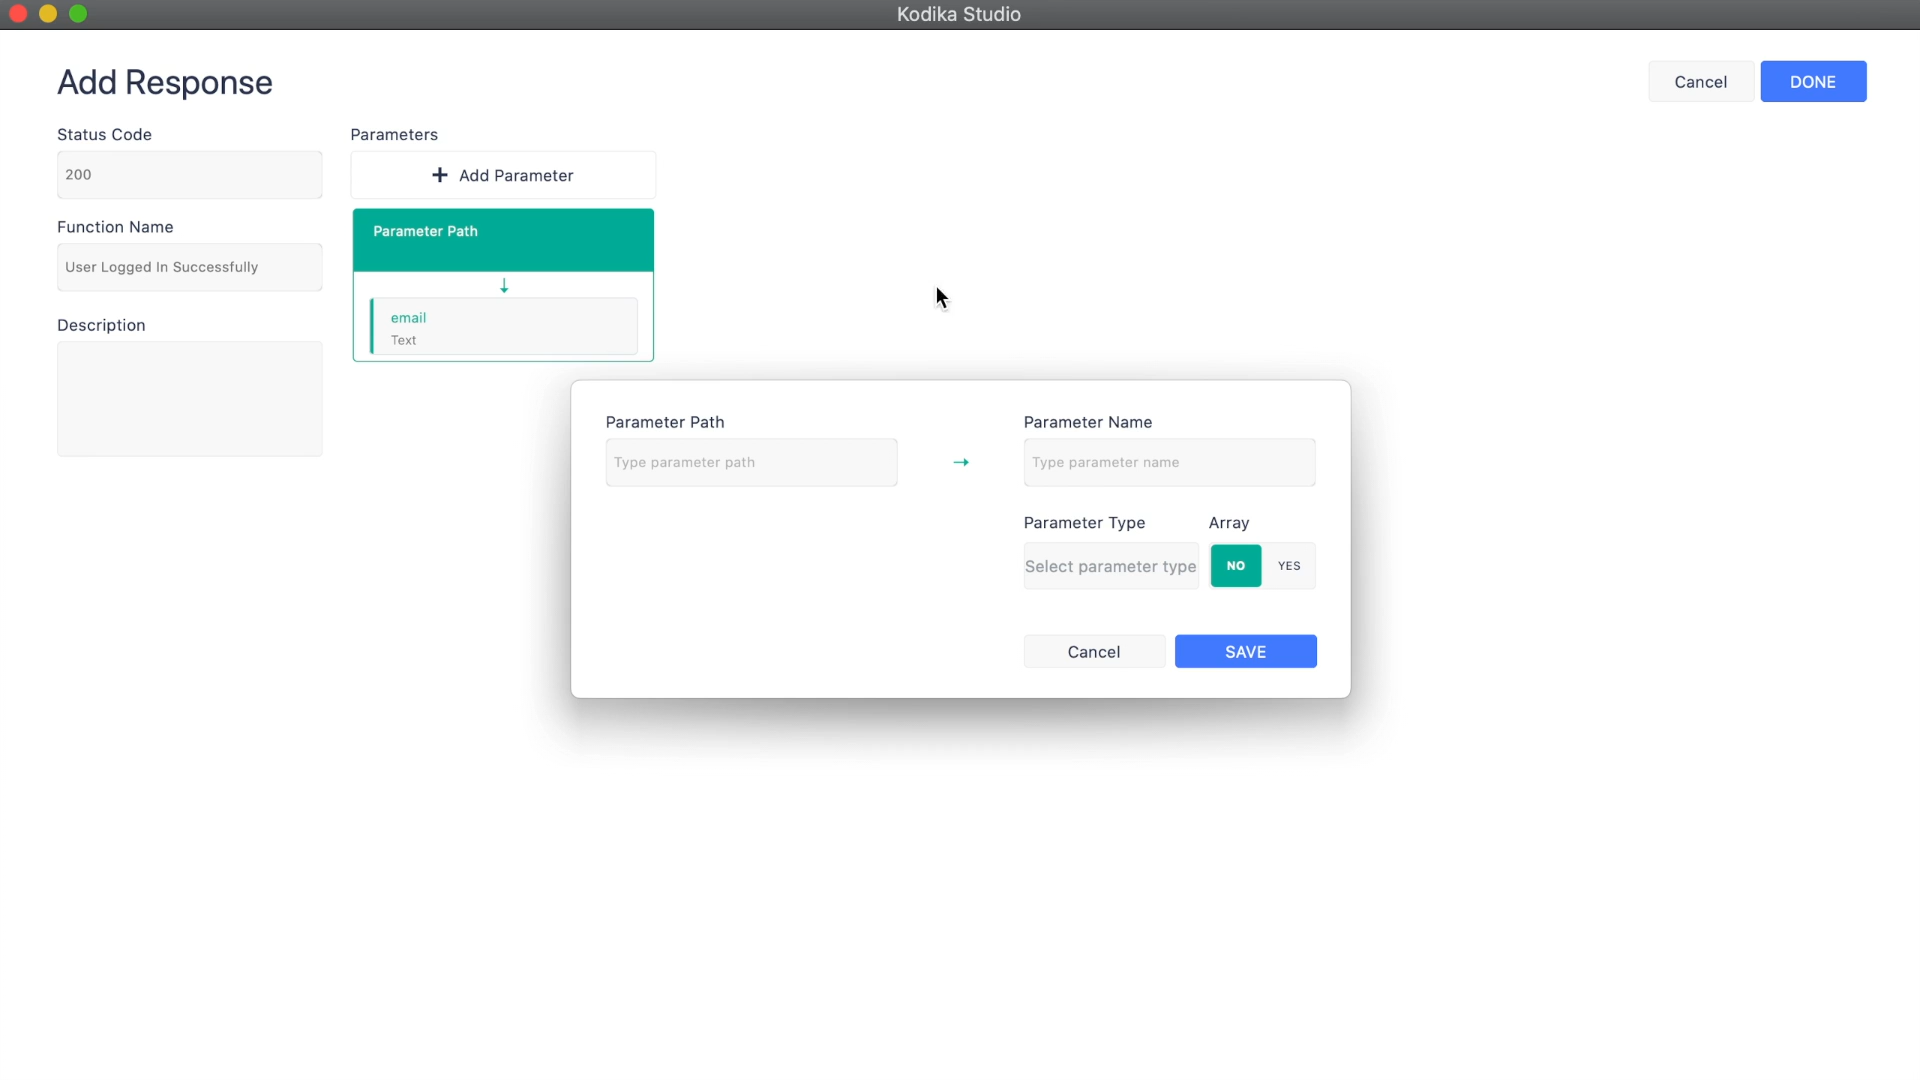 Kodika Studio
Add Response
Cancel
DONE
Status Code
200
Function Name
User Logged In Successfully
Description
Parameters
+ Add Parameter
Parameter Path
↓
email
Text
Parameter Path
Type parameter path
→
Parameter Name
Type parameter name
Parameter Type
Array
Select parameter type
NO
YES
Cancel
SAVE